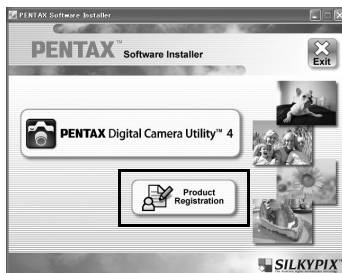 PENTAX Software Installer
PENTAX™ Software Installer
Exit
PENTAX Digital Camera Utility™ 4
Product
Registration
SILKYPIX